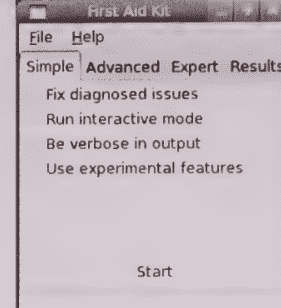 First Aid Kit
File Help
Simple Advanced Expert Results
Fix diagnosed issues
Run interactive mode
Be verbose in output
Use experimental features
Start